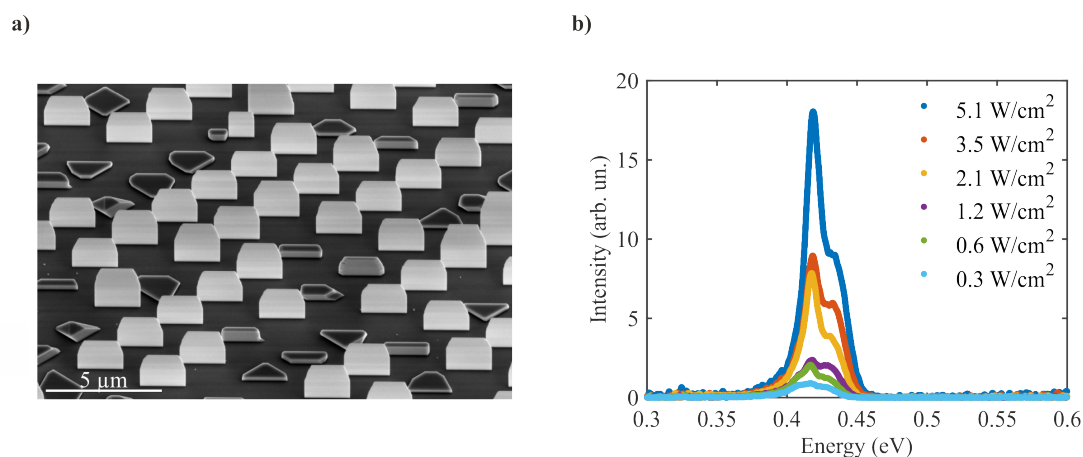 a)
b)
5 µm
20
15
10
5
0
Intensity (arb. un.)
5.1 W/cm²
3.5 W/cm²
2.1 W/cm²
1.2 W/cm²
0.6 W/cm²
0.3 W/cm²
0.3 0.35 0.4 0.45 0.5 0.55 0.6
Energy (eV)